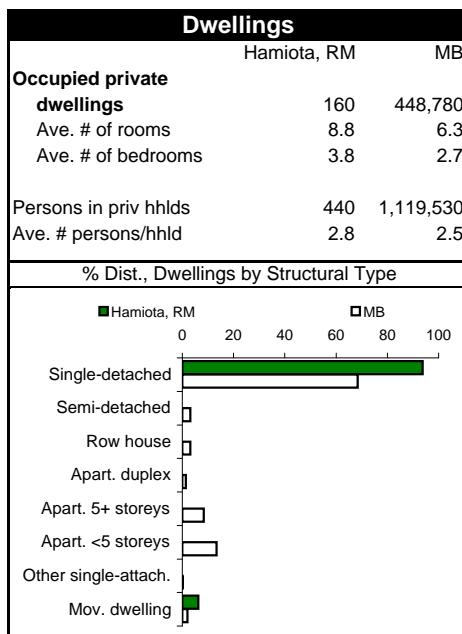 Dwellings
Hamiota, RM MB
Occupied private
dwellings 160 448,780
Ave. # of rooms 8.8 6.3
Ave. # of bedrooms 3.8 2.7
Persons in priv hhlds 440 1,119,530
Ave. # persons/hhld 2.8 2.5
% Dist., Dwellings by Structural Type
Hamiota, RM MB
0 20 40 60 80 100
Single-detached
Semi-detached
Row house
Apart. duplex
Apart. 5+ storeys
Apart. <5 storeys
Other single-attach.
Mov. dwelling